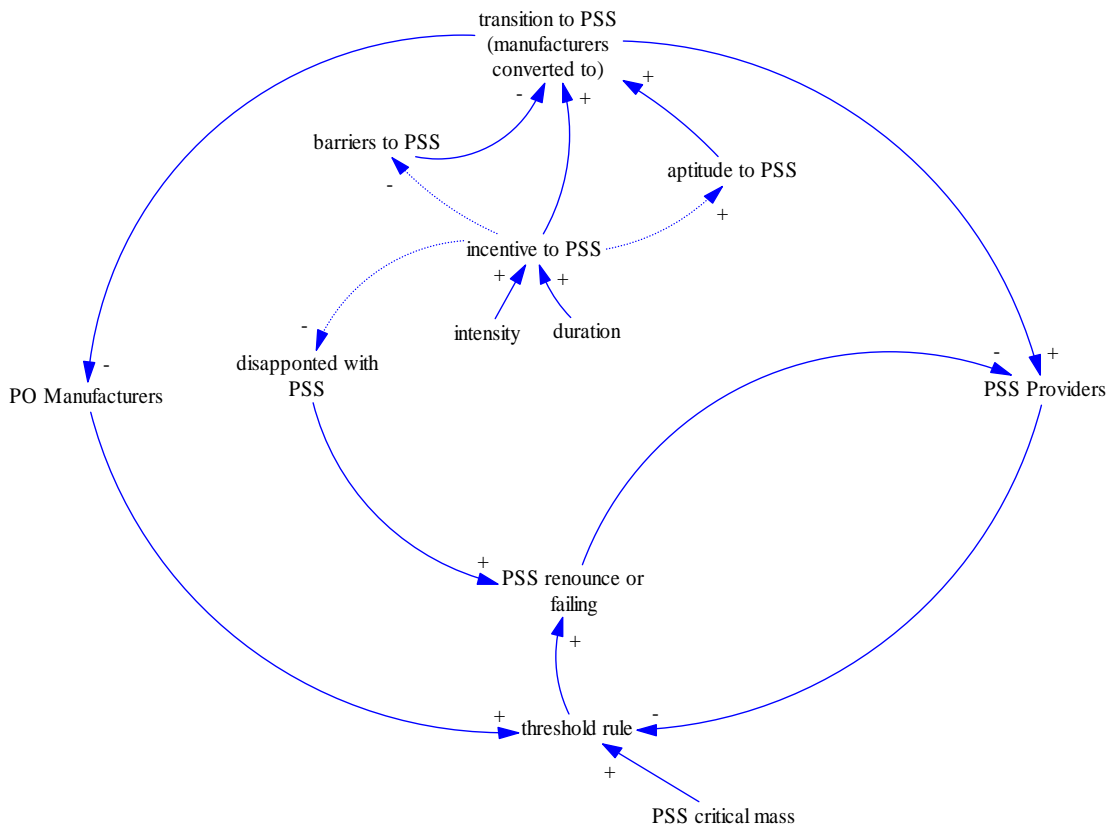 transition to PSS
(manufacturers
converted to)
-
+
+
barriers to PSS
aptitude to PSS
-
+
incentive to PSS
+
+
intensity
duration
-
disapponted with
PSS
-
PO Manufacturers
-
+
PSS Providers
+
PSS renounce or
failing
+
+
-
threshold rule
+
PSS critical mass